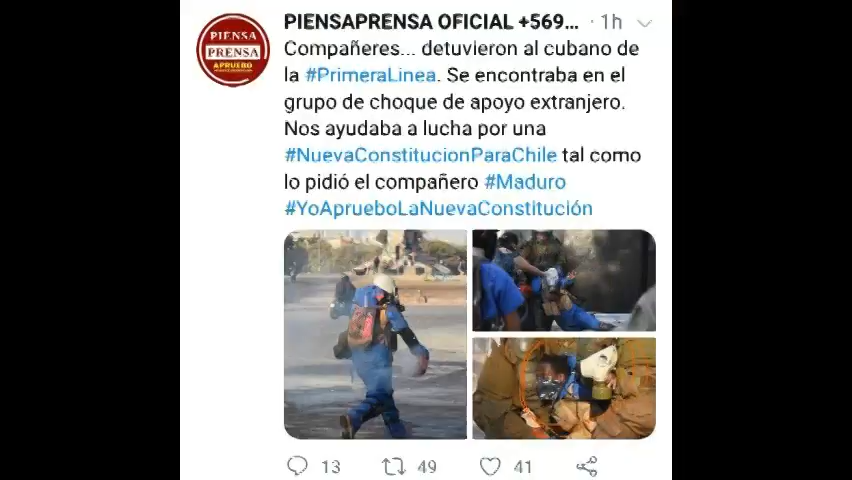 PIENSA
PRENSA
APRUEBO
PIENSAPRENSA OFICIAL +569... · 1h
Compañeres... detuvieron al cubano de
la #PrimeraLinea. Se encontraba en el
grupo de choque de apoyo extranjero.
Nos ayudaba a lucha por una
#NuevaConstitucionParaChile tal como
lo pidió el compañero #Maduro
#YoAprueboLaNuevaConstitución
13 49 41